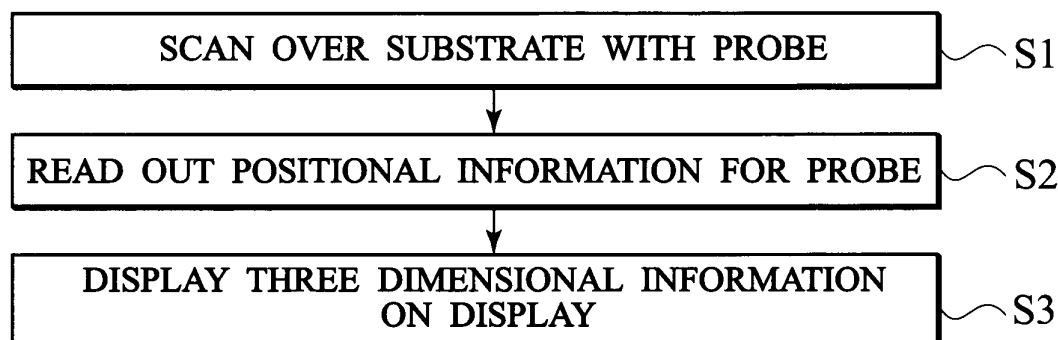 SCAN OVER SUBSTRATE WITH PROBE
S1
READ OUT POSITIONAL INFORMATION FOR PROBE
S2
DISPLAY THREE DIMENSIONAL INFORMATION
ON DISPLAY
S3